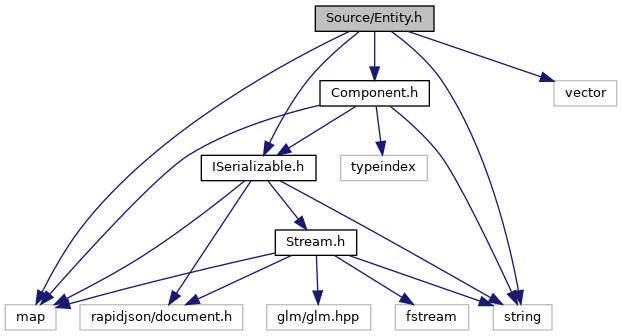 Source/Entity.h
Component.h
vector
ISerializable.h
typeindex
Stream.h
map
rapidjson/document.h
glm/glm.hpp
fstream
string